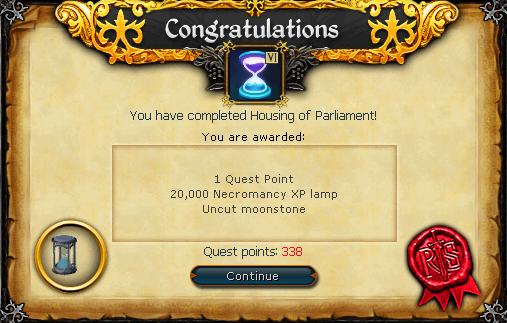 Congratulations
VI
You have completed Housing of Parliament!
You are awarded:
1 Quest Point
20,000 Necromancy XP lamp
Uncut moonstone
Quest points: 338
Continue
RS